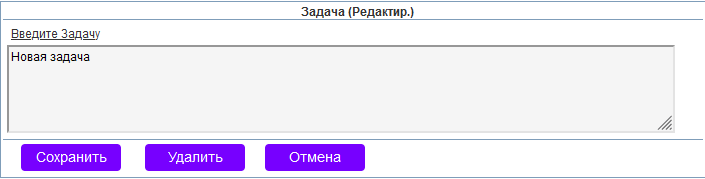 Задача (Редактир.)
Введите Задачу
Новая задача
Сохранить Удалить Отмена